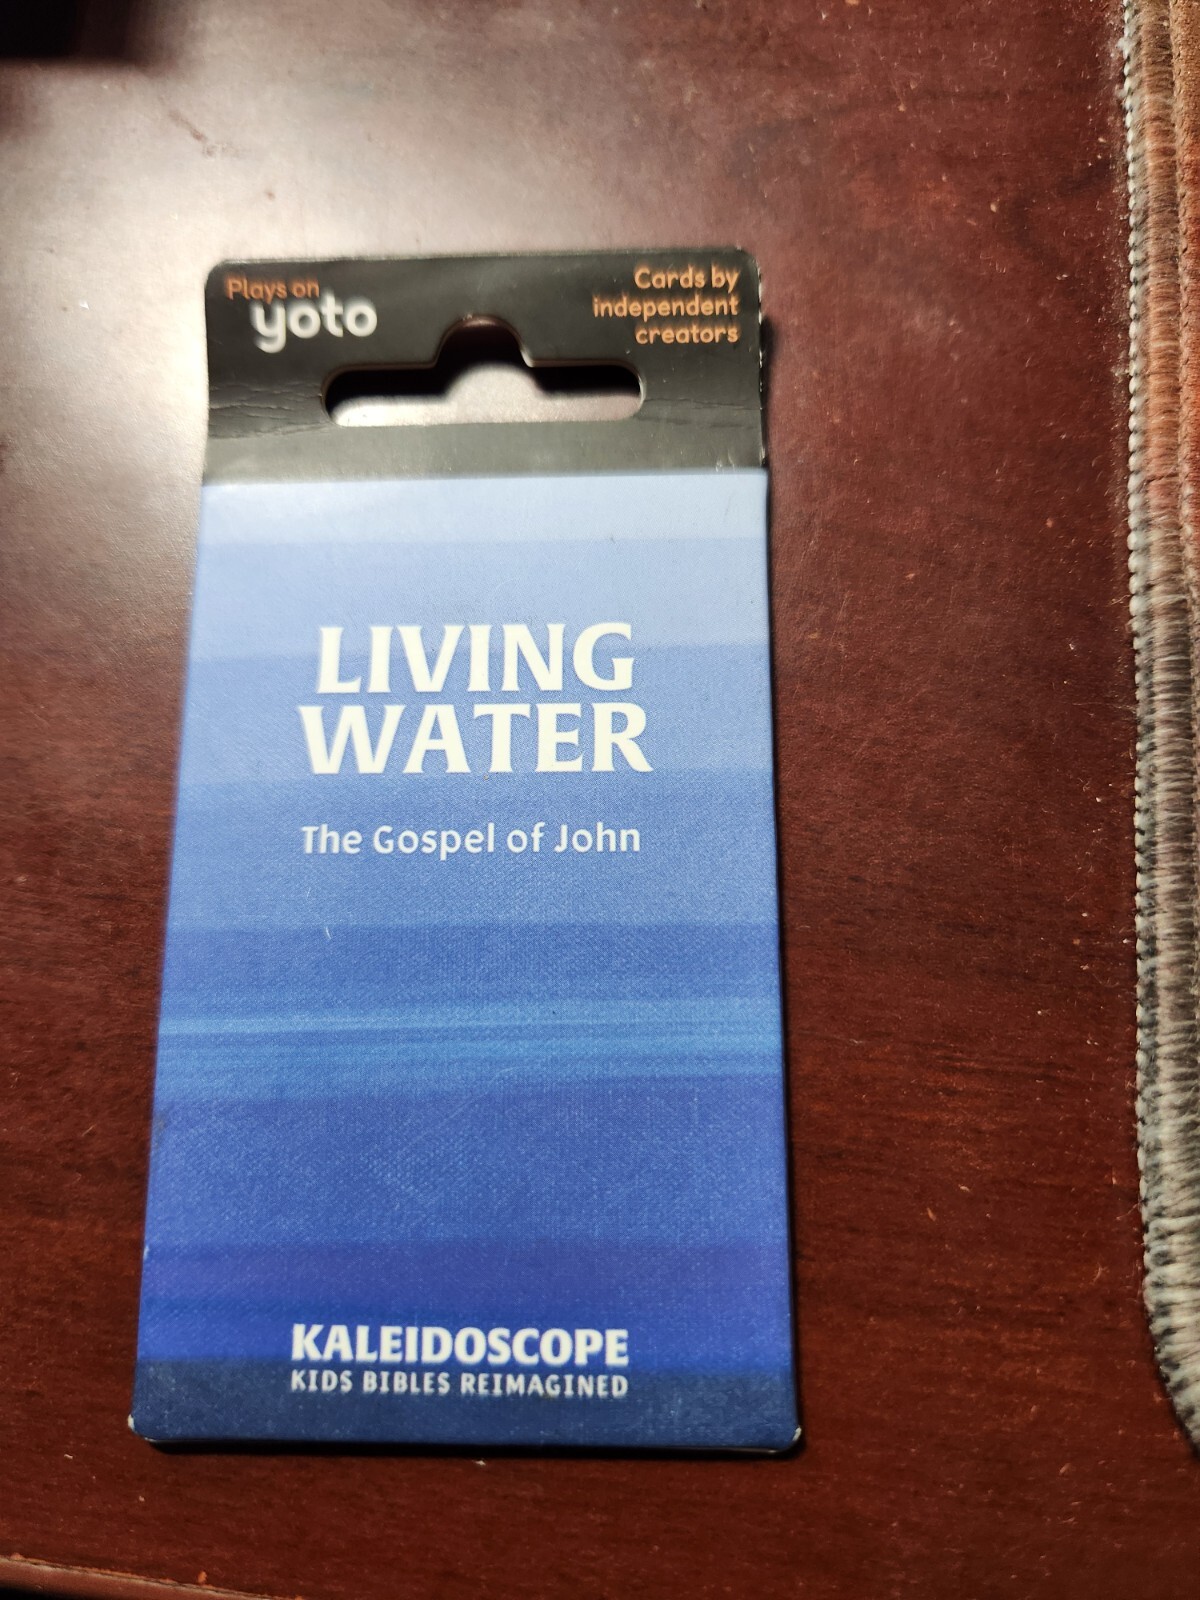 Plays on
yoto
Cards by
independent
creators
LIVING
WATER
The Gospel of John
KALEIDOSCOPE
KIDS BIBLES REIMAGINED